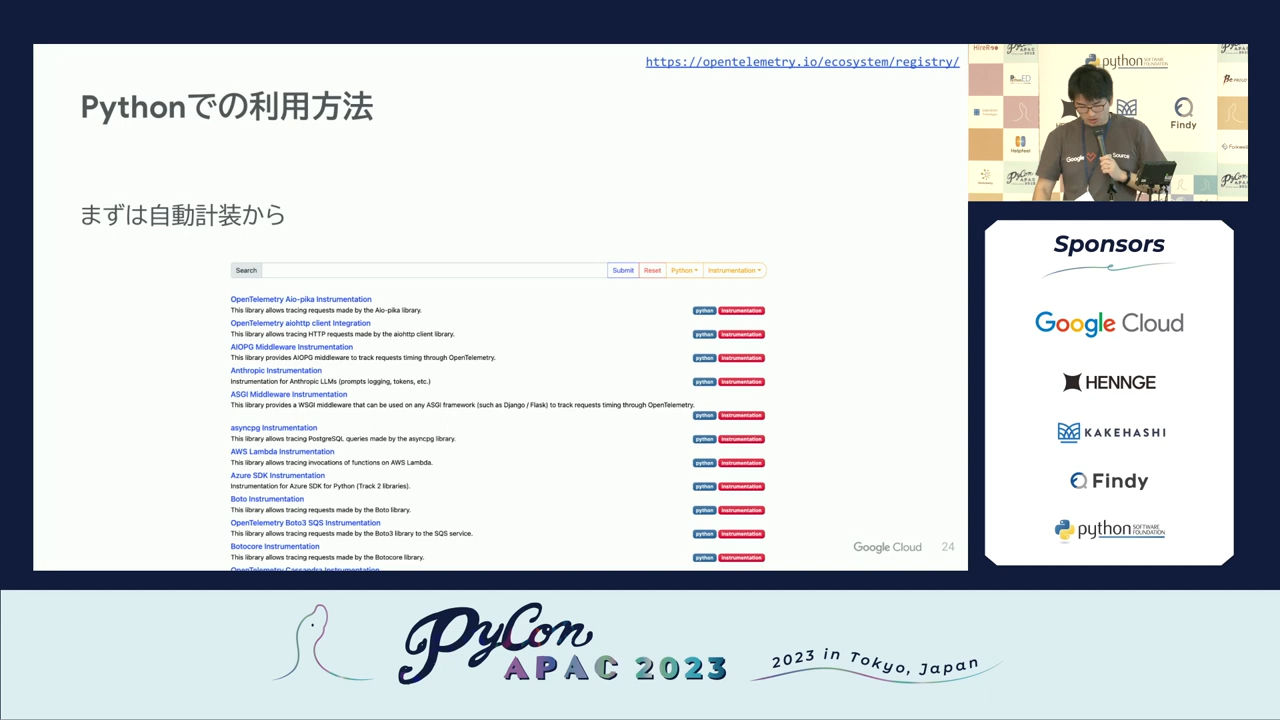 https://opentelemetry.io/ecosystem/registry/
Pythonでの利用方法
まずは自動計装から
Search
Submit
Reset
Python
Instrumentation
OpenTelemetry Aio-pika Instrumentation
This library allows tracing requests made by the Aio-pika library.
python Instrumentation
OpenTelemetry aiohttp client Integration
This library allows tracing HTTP requests made by the aiohttp client library.
python Instrumentation
AIOPG Middleware Instrumentation
This library provides AIOPG middleware to track requests timing through OpenTelemetry.
python Instrumentation
Anthropic Instrumentation
Instrumentation for Anthropic LLMs (prompts logging, tokens, etc.)
python Instrumentation
ASGI Middleware Instrumentation
This library provides a WSGI middleware that can be used on any ASGI framework (such as Django / Flask) to track requests timing through OpenTelemetry.
python Instrumentation
asyncpg Instrumentation
This library allows tracing PostgreSQL queries made by the asyncpg library.
python Instrumentation
AWS Lambda Instrumentation
This library allows tracing invocations of functions on AWS Lambda.
python Instrumentation
Azure SDK Instrumentation
Instrumentation for Azure SDK for Python (Track 2 libraries).
python Instrumentation
Boto Instrumentation
This library allows tracing requests made by the Boto library.
python Instrumentation
OpenTelemetry Boto3 SQS Instrumentation
This library allows tracing requests made by the Boto3 library to the SQS service.
python Instrumentation
Botocore Instrumentation
This library allows tracing requests made by the Botocore library.
python Instrumentation
OpenTelemetry Cassandra Instrumentation
Google Cloud 24
HireRoo
python
SOFTWARE
FOUNDATION
Findy
Helpfeel
Google
Source
Sponsors
Google Cloud
HENNGE
KAKEHASHI
Findy
python SOFTWARE FOUNDATION
PyCon
APAC 2023
2023 in Tokyo, Japan